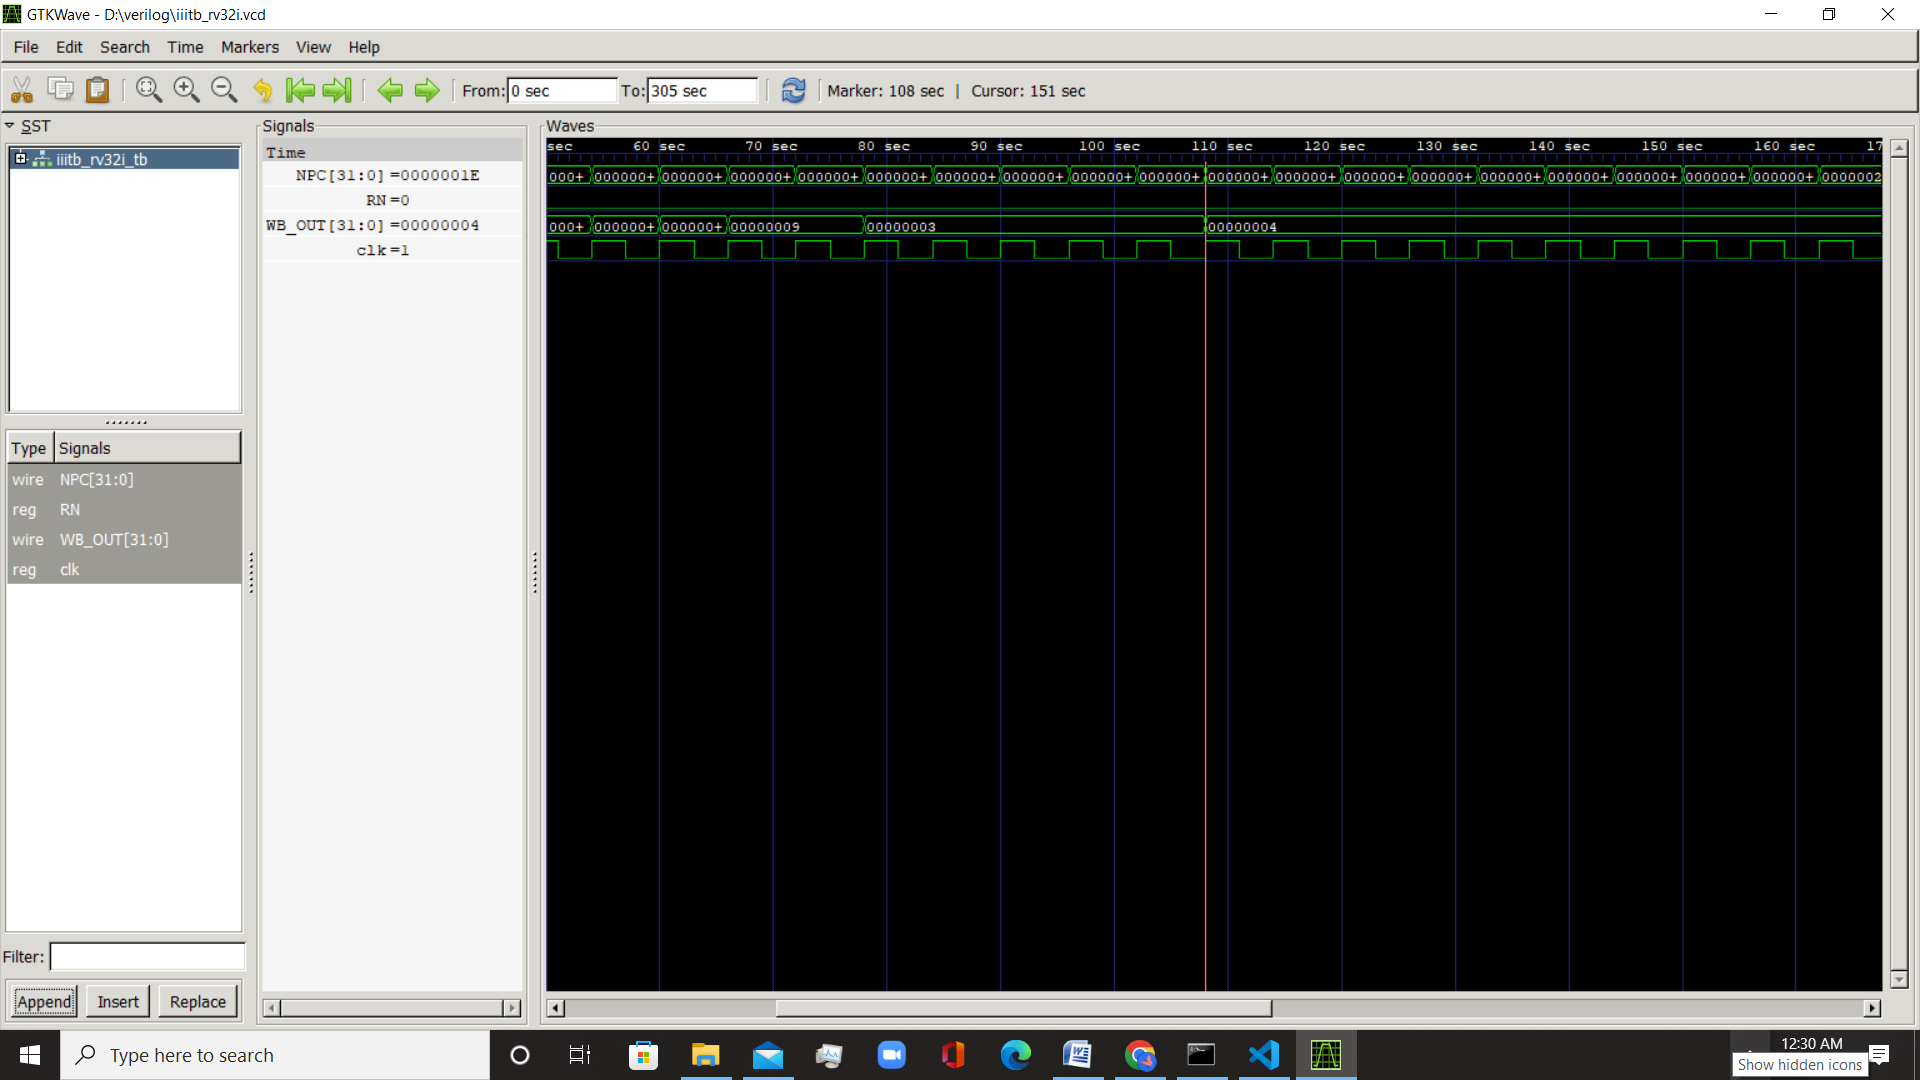 GTKWave - D:\verilog\iiitb_rv32i.vcd
File Edit Search Time Markers View Help
From: 0 sec To: 305 sec Marker: 108 sec | Cursor: 151 sec
SST
iiitb_rv32i_tb
Type Signals
wire NPC[31:0]
reg RN
wire WB_OUT[31:0]
reg clk
Filter:
Append Insert Replace
Signals
Time
NPC[31:0] =0000001E
RN =0
WB_OUT[31:0] =00000004
clk =1
Waves
sec 60 sec 70 sec 80 sec 90 sec 100 sec 110 sec 120 sec 130 sec 140 sec 150 sec 160 sec 17
000+ 000000+ 000000+ 000000+ 000000+ 000000+ 000000+ 000000+ 000000+ 000000+ 000000+ 000000+ 000000+ 000000+ 000000+ 000000+ 000000+ 000000+ 000000+ 0000002
000+ 000000+ 000000+ 00000009 00000003 00000004
Type here to search
12:30 AM
Show hidden icons